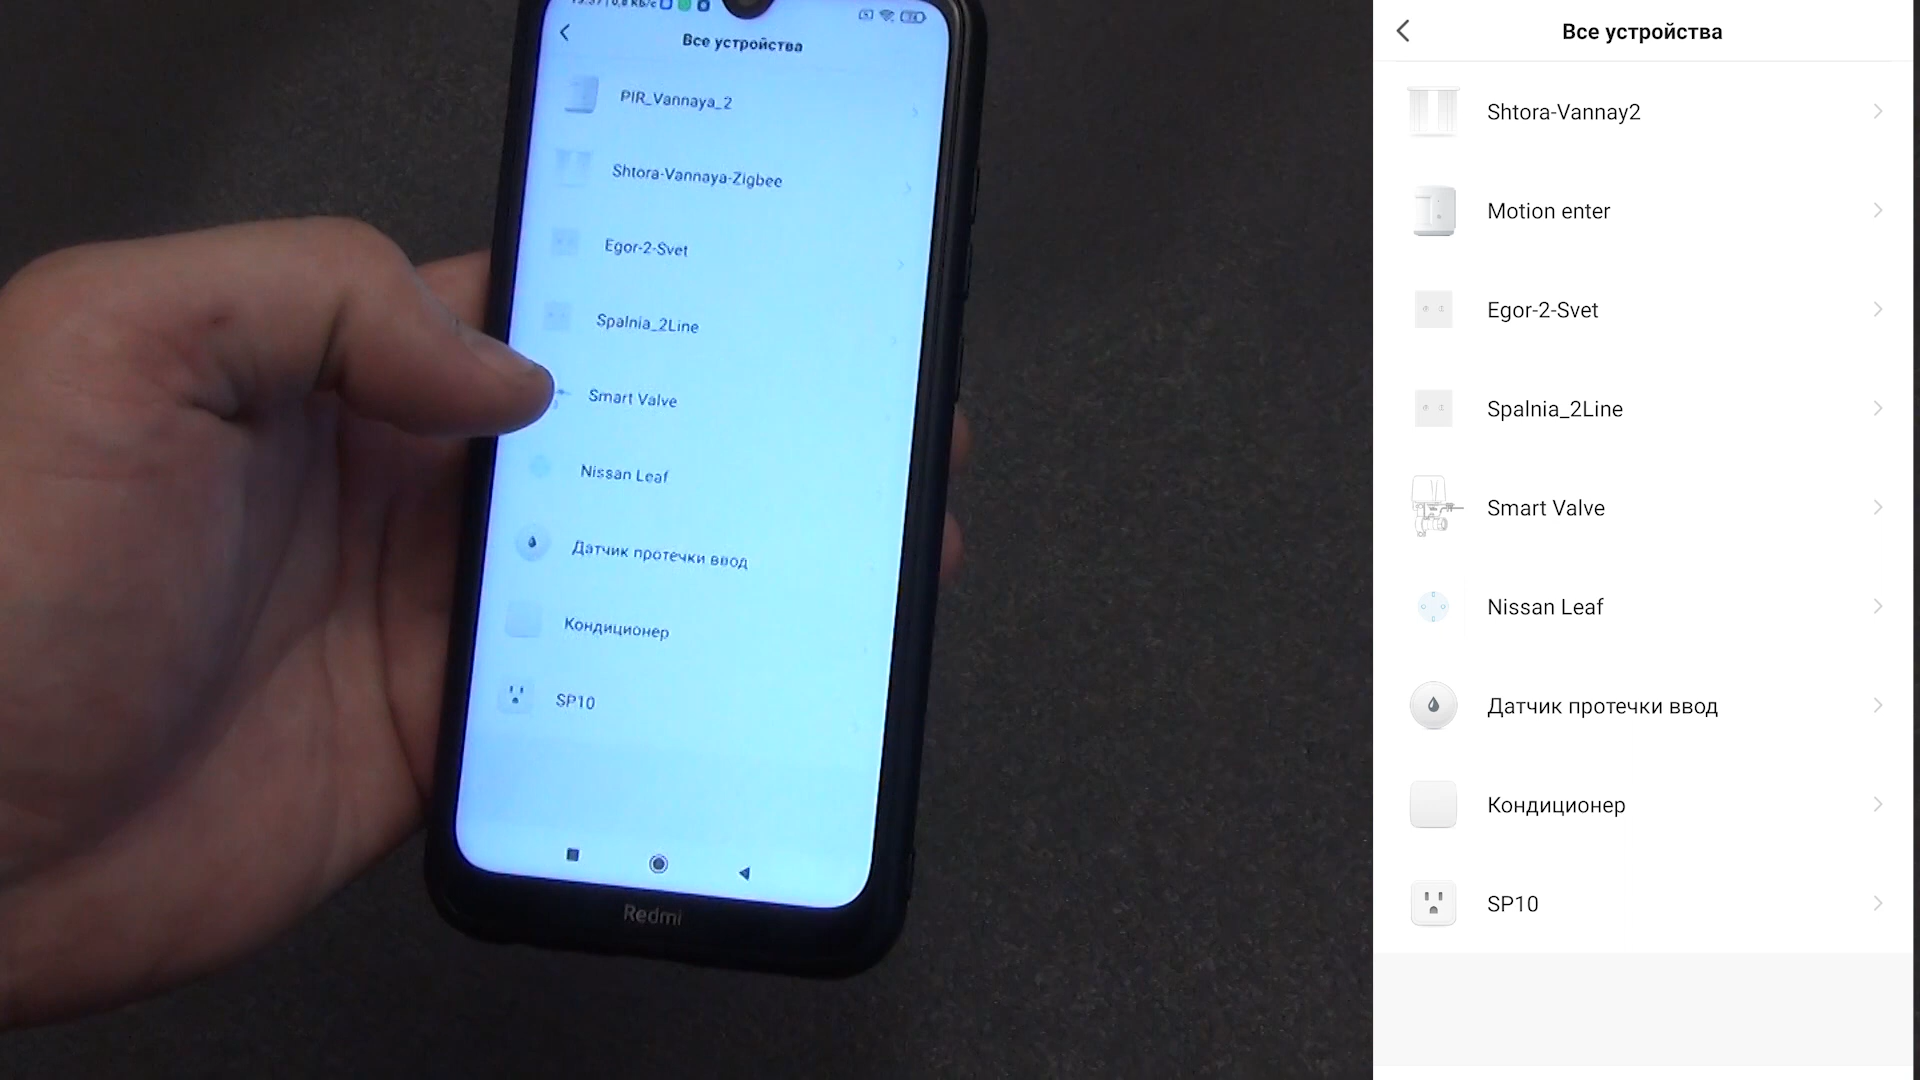 Все устройства
PIR_Vannaya_2
Shtora-Vannaya-Zigbee
Egor-2-Svet
Spalnia_2Line
Smart Valve
Nissan Leaf
Датчик протечки ввод
Кондиционер
SP10
Redmi
Все устройства
Shtora-Vannay2
Motion enter
Egor-2-Svet
Spalnia_2Line
Smart Valve
Nissan Leaf
Датчик протечки ввод
Кондиционер
SP10